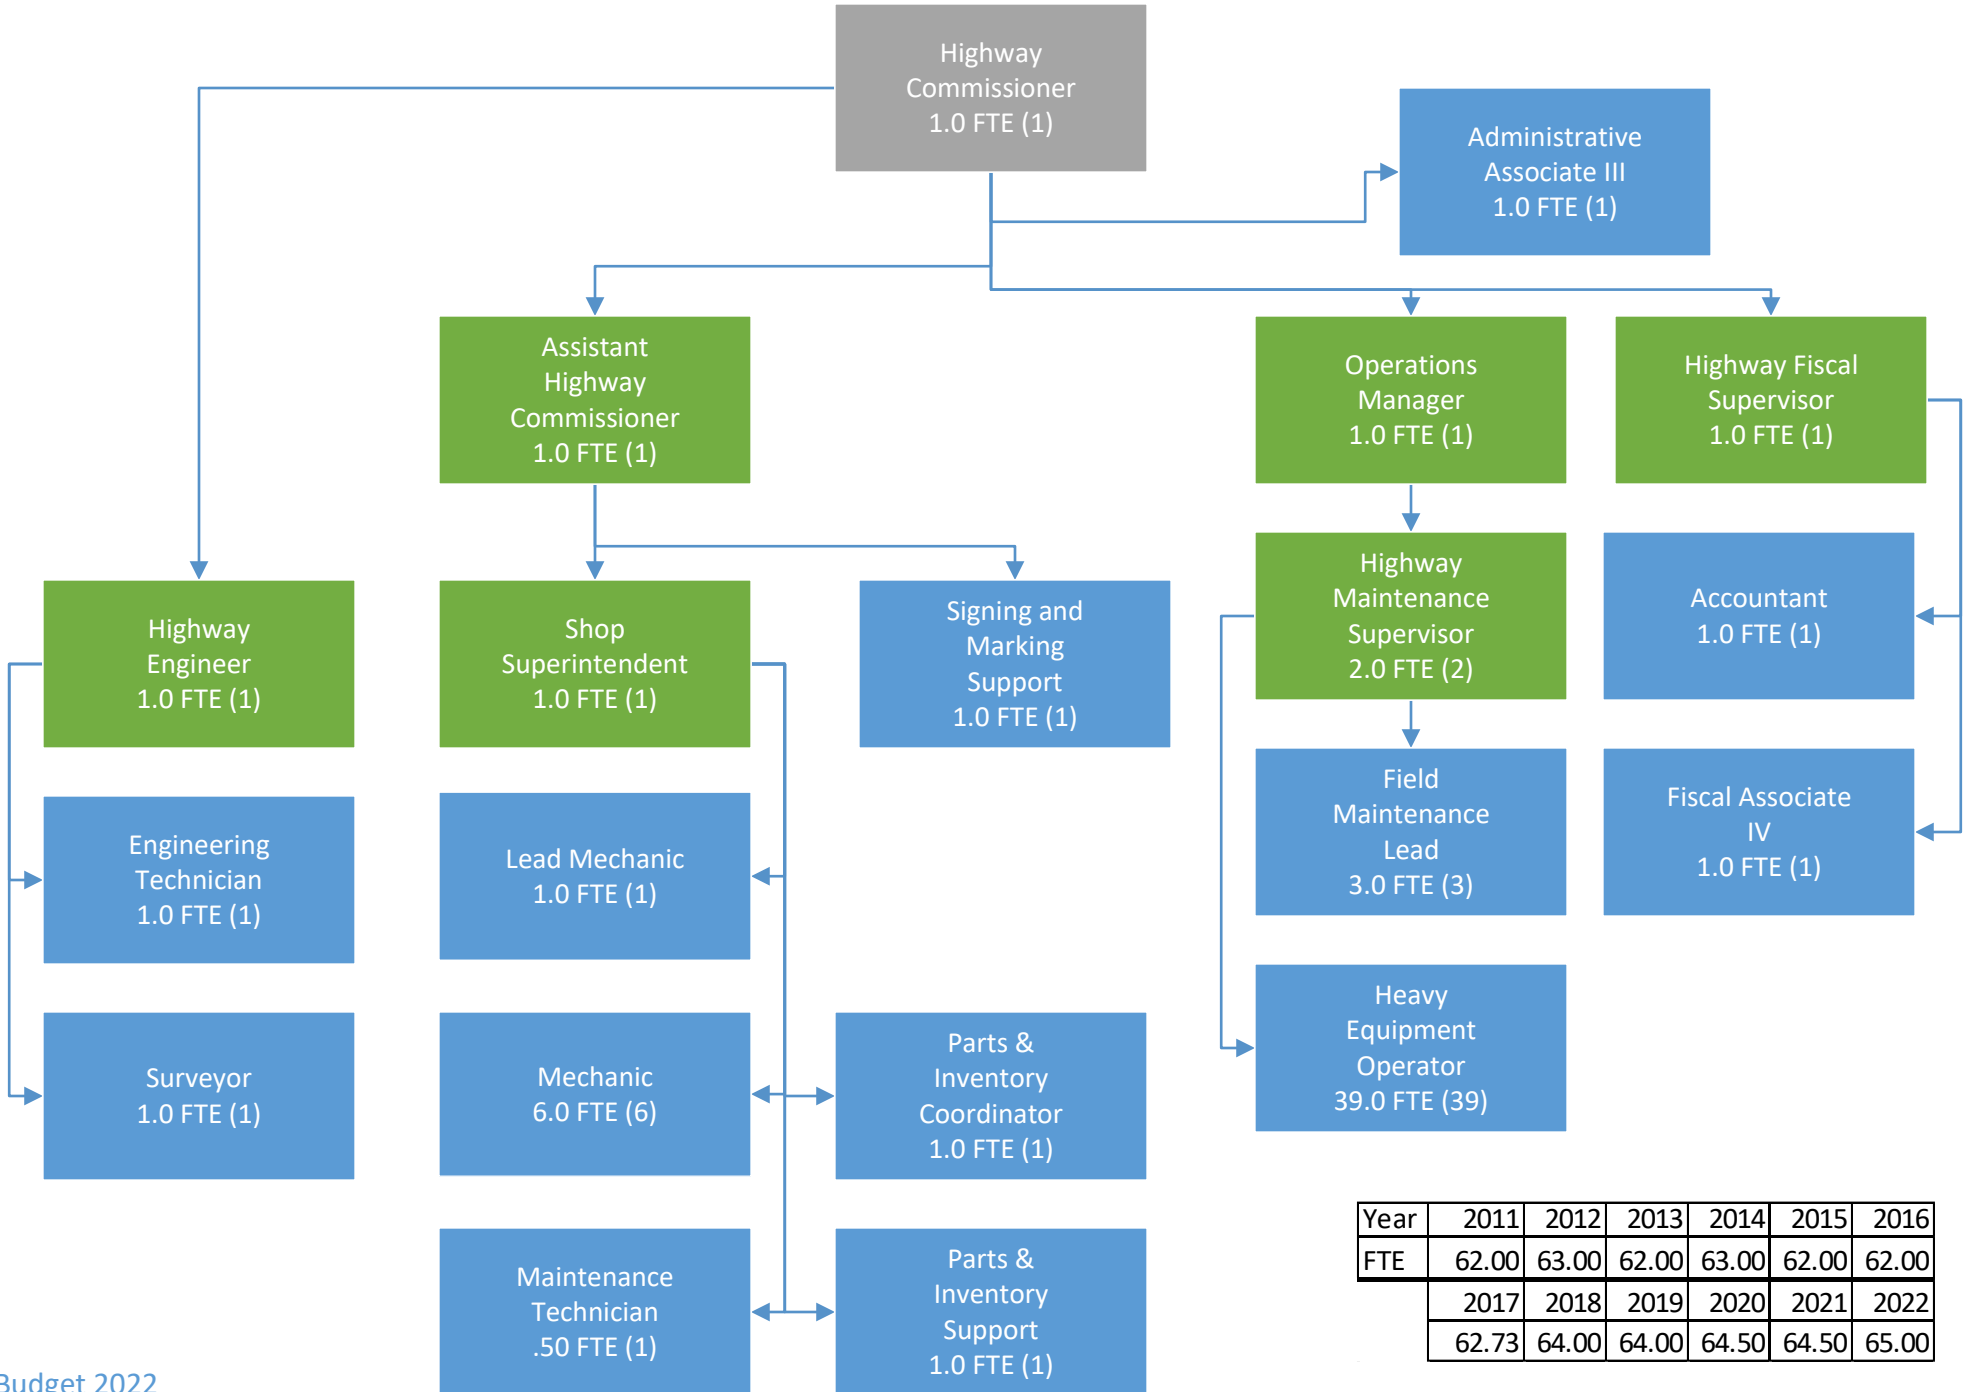 Highway
Commissioner
1.0 FTE (1)
Administrative
Associate III
1.0 FTE (1)
Assistant
Highway
Commissioner
1.0 FTE (1)
Operations
Manager
1.0 FTE (1)
Highway Fiscal
Supervisor
1.0 FTE (1)
Highway
Engineer
1.0 FTE (1)
Shop
Superintendent
1.0 FTE (1)
Signing and
Marking
Support
1.0 FTE (1)
Highway
Maintenance
Supervisor
2.0 FTE (2)
Accountant
1.0 FTE (1)
Engineering
Technician
1.0 FTE (1)
Lead Mechanic
1.0 FTE (1)
Field
Maintenance
Lead
3.0 FTE (3)
Fiscal Associate
IV
1.0 FTE (1)
Surveyor
1.0 FTE (1)
Mechanic
6.0 FTE (6)
Parts &
Inventory
Coordinator
1.0 FTE (1)
Heavy
Equipment
Operator
39.0 FTE (39)
Maintenance
Technician
.50 FTE (1)
Parts &
Inventory
Support
1.0 FTE (1)
Year 2011 2012 2013 2014 2015 2016
FTE 62.00 63.00 62.00 63.00 62.00 62.00
2017 2018 2019 2020 2021 2022
62.73 64.00 64.00 64.50 64.50 65.00
Budget 2022